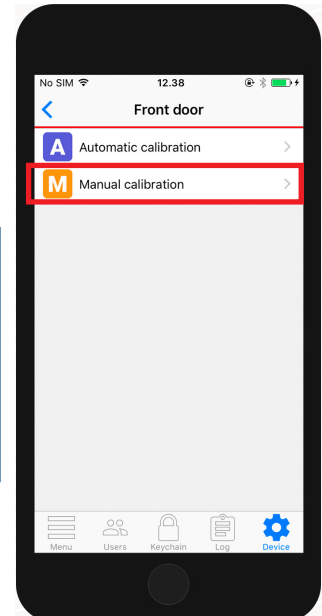 No SIM 12.38
Front door
A Automatic calibration
M Manual calibration
Menu Users Keychain Log Device